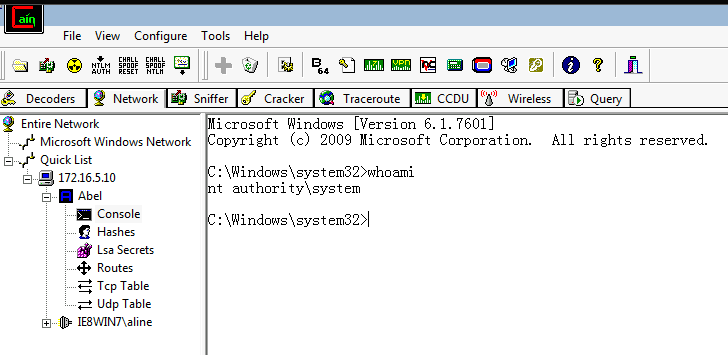 Cain
File View Configure Tools Help
NTLM AUTH CHALL SPOOF RESET CHALL SPOOF NTLM B64
Decoders Network Sniffer Cracker Traceroute CCDU Wireless Query
Entire Network
Microsoft Windows Network
Quick List
172.16.5.10
Abel
Console
Hashes
Lsa Secrets
Routes
Tcp Table
Udp Table
IE8WIN7\aline
Microsoft Windows [Version 6.1.7601]
Copyright (c) 2009 Microsoft Corporation. All rights reserved.
C:\Windows\system32>whoami
nt authority\system
C:\Windows\system32>